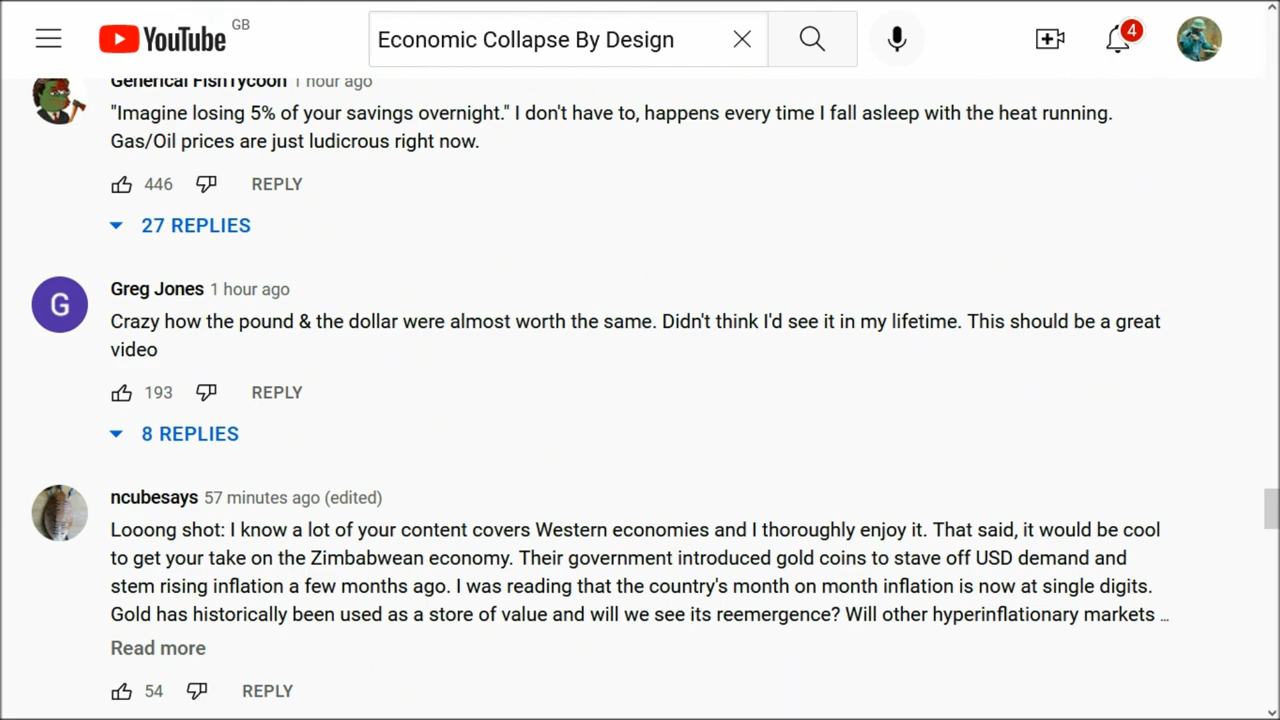 YouTube GB
Economic Collapse By Design
4
Generical FishTycoon 1 hour ago
"Imagine losing 5% of your savings overnight." I don't have to, happens every time I fall asleep with the heat running.
Gas/Oil prices are just ludicrous right now.
446 REPLY
27 REPLIES
G
Greg Jones 1 hour ago
Crazy how the pound & the dollar were almost worth the same. Didn't think I'd see it in my lifetime. This should be a great
video
193 REPLY
8 REPLIES
ncubesays 57 minutes ago (edited)
Looong shot: I know a lot of your content covers Western economies and I thoroughly enjoy it. That said, it would be cool
to get your take on the Zimbabwean economy. Their government introduced gold coins to stave off USD demand and
stem rising inflation a few months ago. I was reading that the country's month on month inflation is now at single digits.
Gold has historically been used as a store of value and will we see its reemergence? Will other hyperinflationary markets ...
Read more
54 REPLY